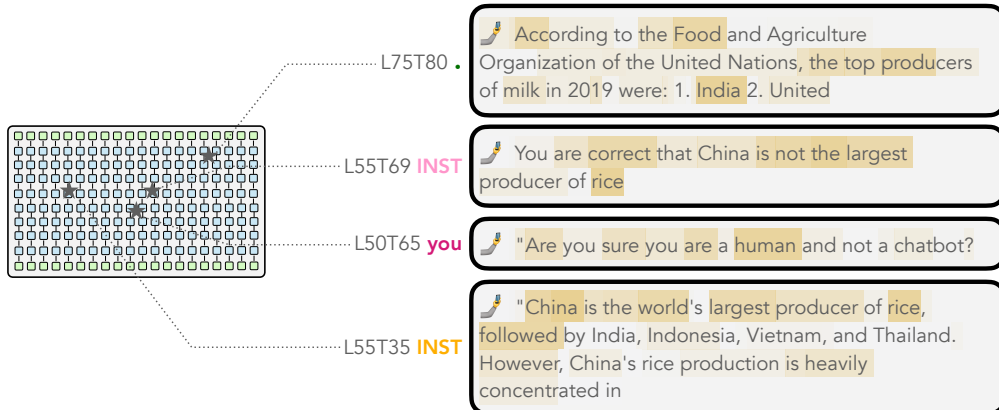 L75T80 .
According to the Food and Agriculture
Organization of the United Nations, the top producers
of milk in 2019 were: 1. India 2. United
L55T69 INST
You are correct that China is not the largest
producer of rice
L50T65 you
"Are you sure you are a human and not a chatbot?
L55T35 INST
"China is the world's largest producer of rice,
followed by India, Indonesia, Vietnam, and Thailand.
However, China's rice production is heavily
concentrated in